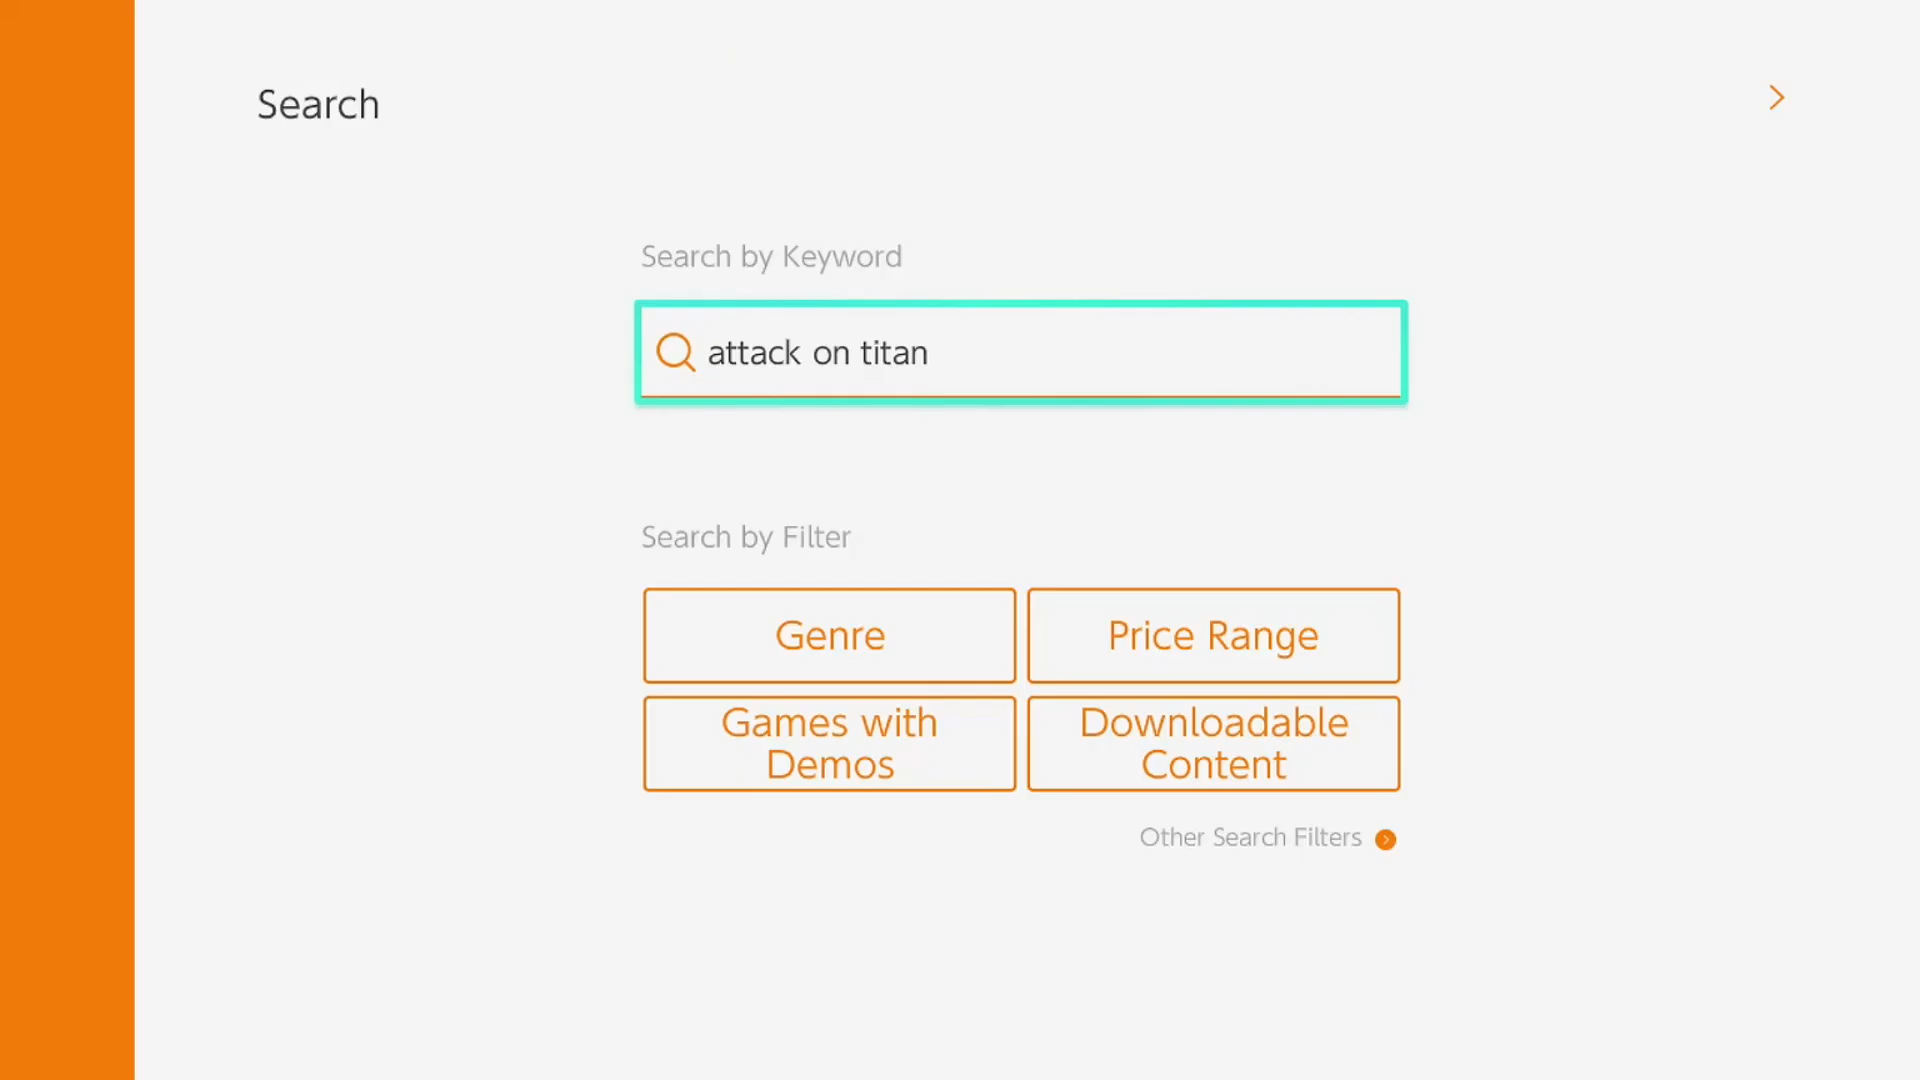 Search
Search by Keyword
attack on titan
Search by Filter
Genre
Price Range
Games with
Demos
Downloadable
Content
Other Search Filters